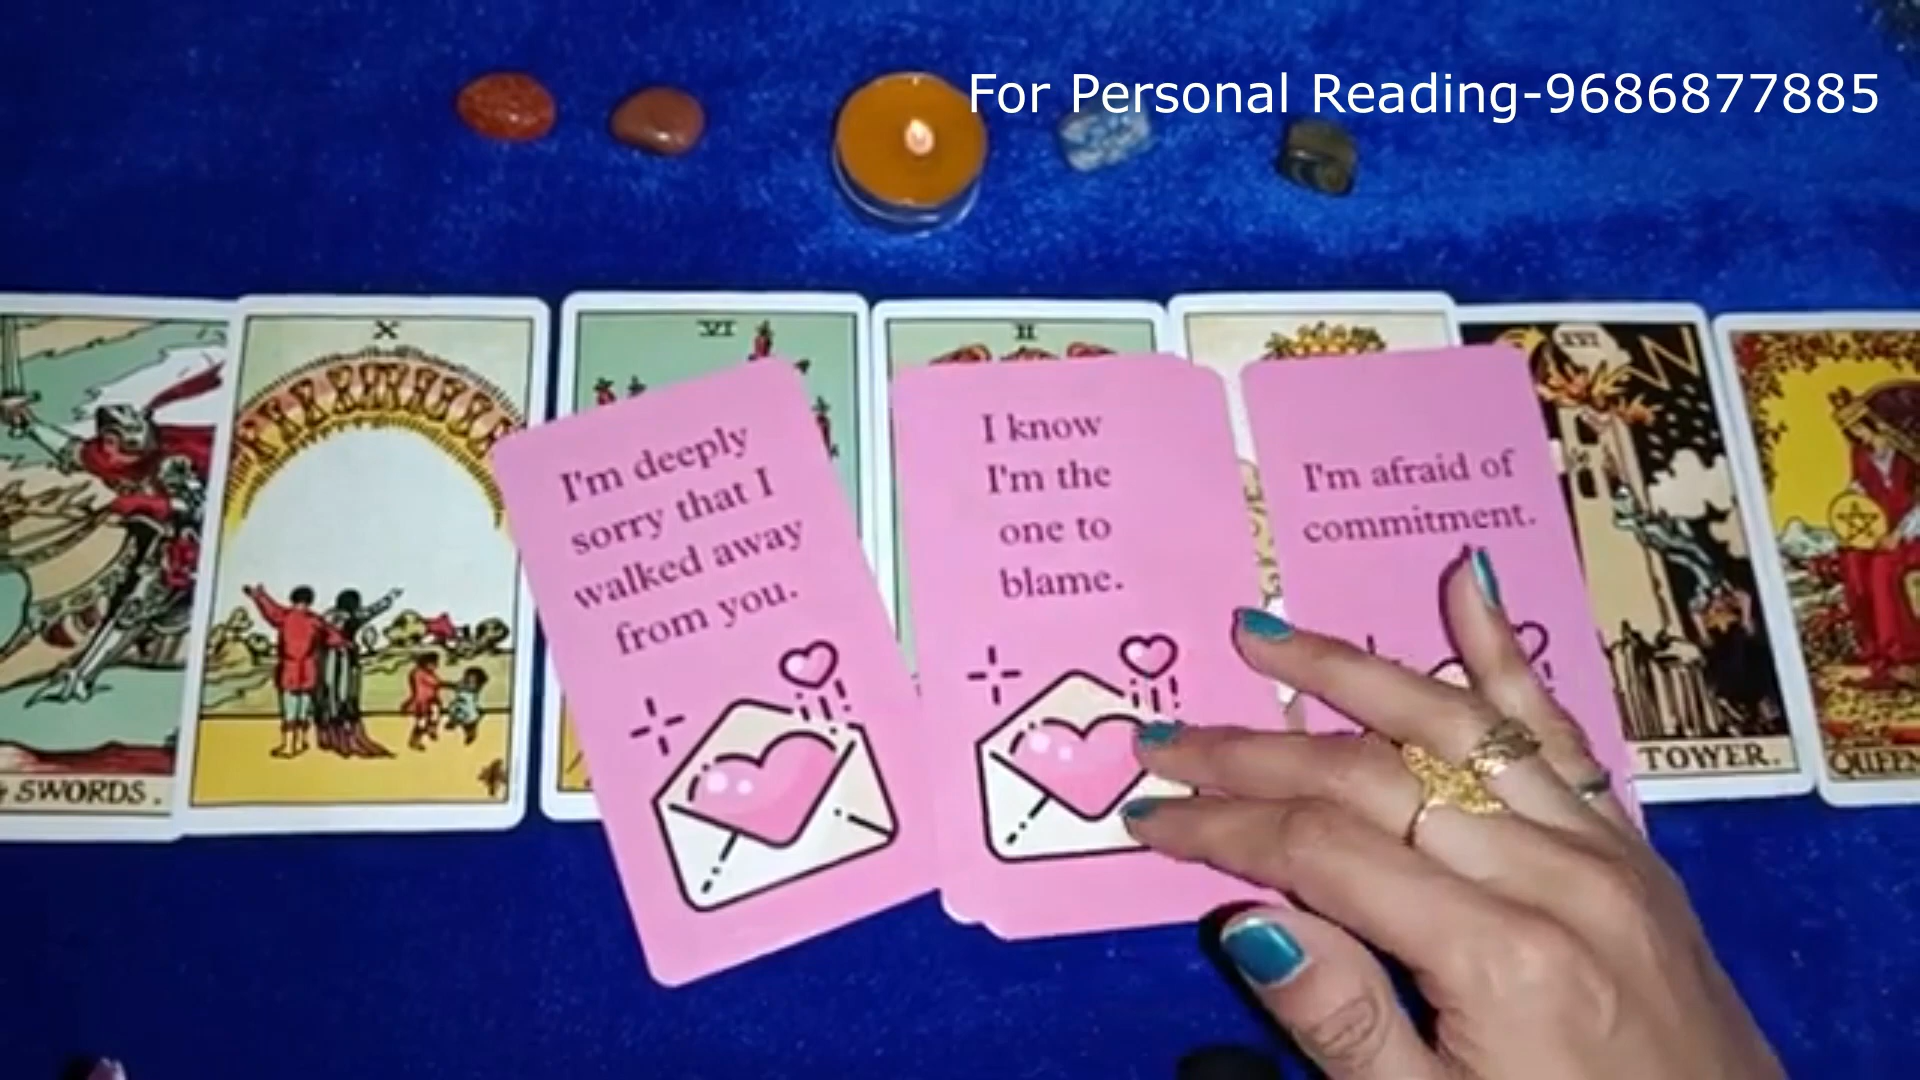 For Personal Reading-9686877885
X
VI
II
XVI
I'm deeply
sorry that I
walked away
from you.
I know
I'm the
one to
blame.
I'm afraid of
commitment.
SWORDS.
TOWER.
QUEEN